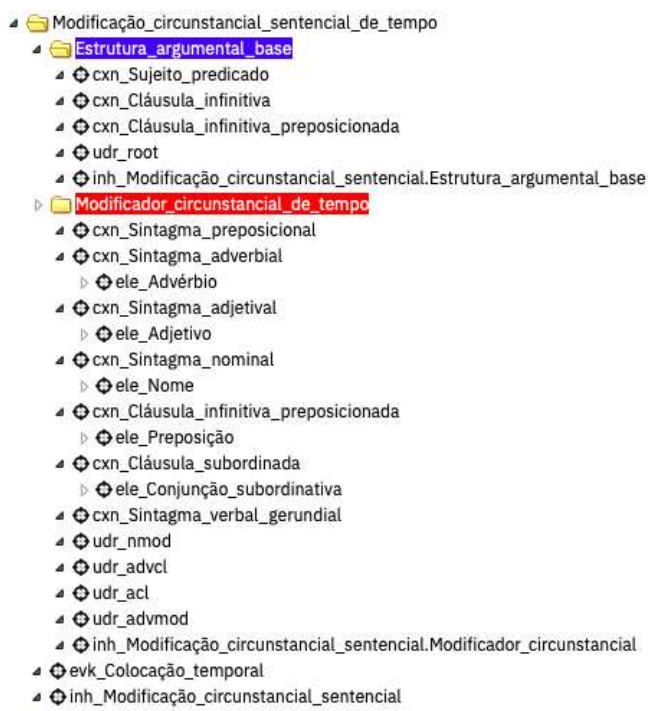 Modificação_circunstancial_sentencial_de_tempo
Estrutura_argumental_base
cxn_Sujeito_predicado
cxn_Cláusula_infinitiva
cxn_Cláusula_infinitiva_preposicionada
udr_root
inh_Modificação_circunstancial_sentencial.Estrutura_argumental_base
Modificador_circunstancial_de_tempo
cxn_Sintagma_preposicional
cxn_Sintagma_adverbial
ele_Advérbio
cxn_Sintagma_adjetival
ele_Adjetivo
cxn_Sintagma_nominal
ele_Nome
cxn_Cláusula_infinitiva_preposicionada
ele_Preposição
cxn_Cláusula_subordinada
ele_Conjunção_subordinativa
cxn_Sintagma_verbal_gerundial
udr_nmod
udr_advcl
udr_acl
udr_advmod
inh_Modificação_circunstancial_sentencial.Modificador_circunstancial
evk_Colocação_temporal
inh_Modificação_circunstancial_sentencial